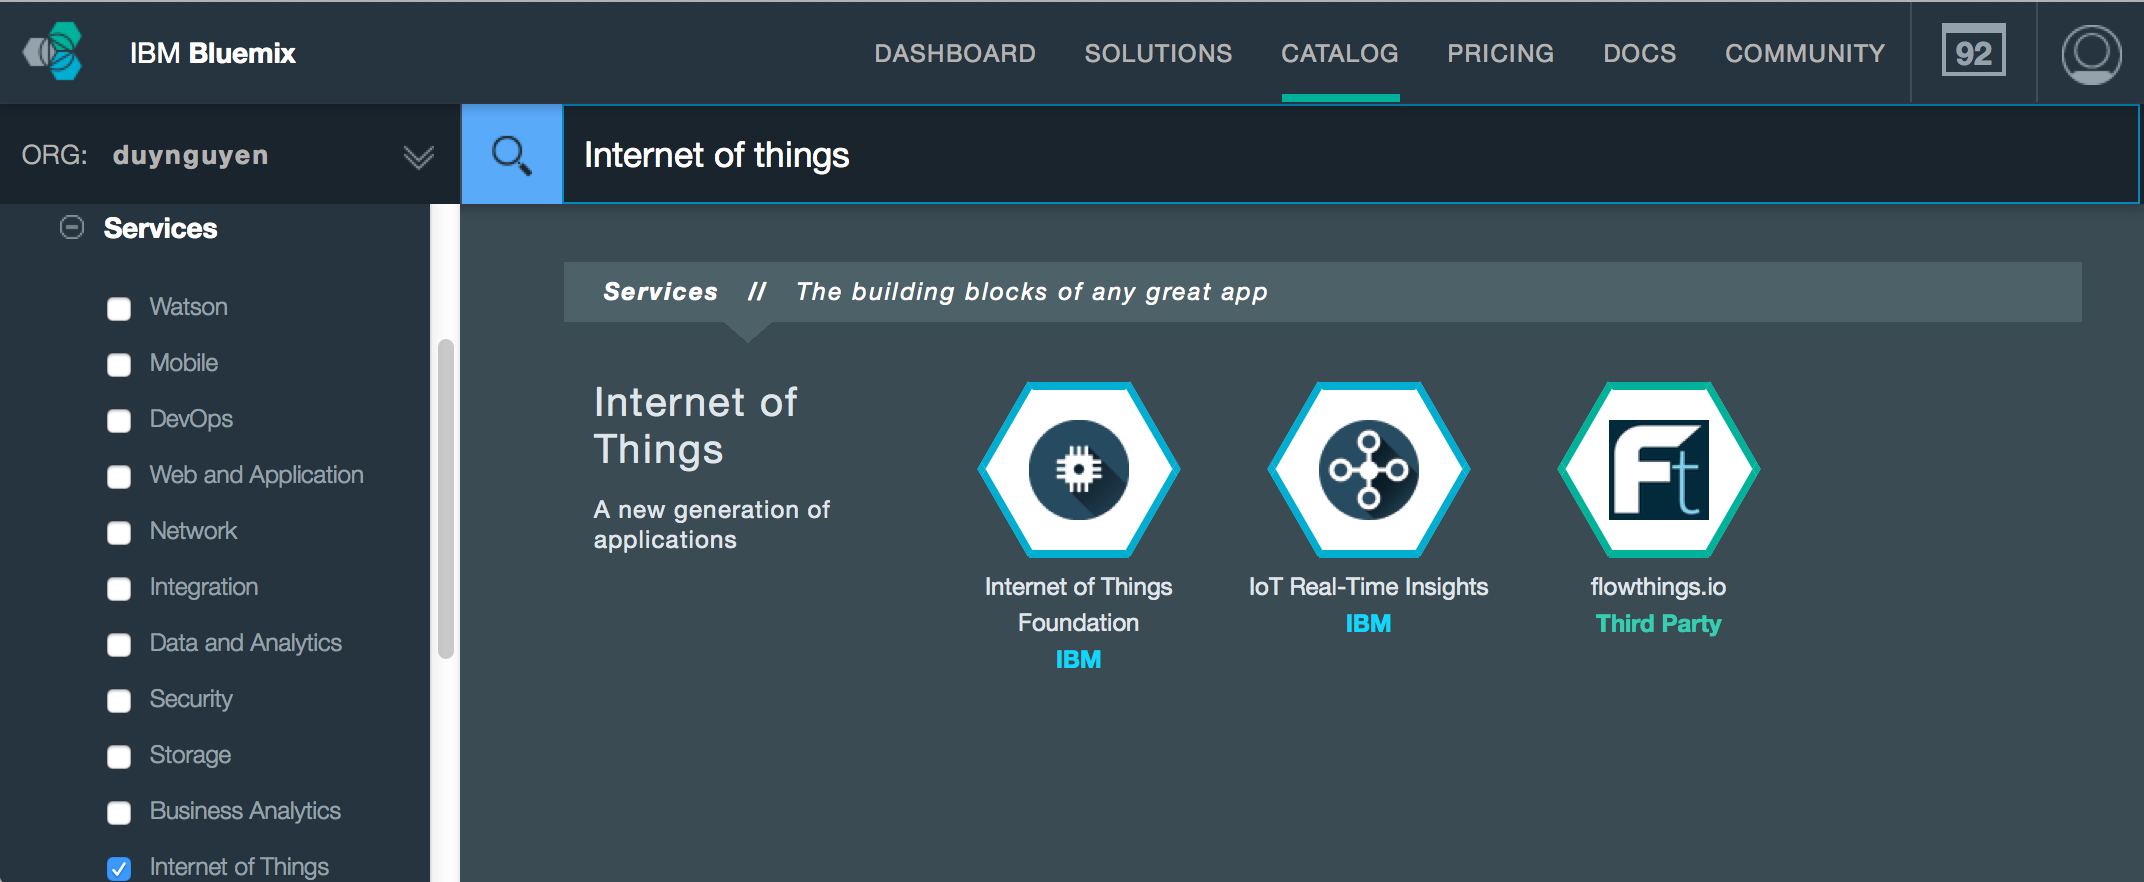 IBM Bluemix
DASHBOARD
SOLUTIONS
CATALOG
PRICING
DOCS
COMMUNITY
92
ORG: duynguyen
Internet of things
Services
Watson
Mobile
DevOps
Web and Application
Network
Integration
Data and Analytics
Security
Storage
Business Analytics
Internet of Things
Services // The building blocks of any great app
Internet of
Things
A new generation of
applications
Internet of Things
Foundation
IBM
IoT Real-Time Insights
IBM
Ft
flowthings.io
Third Party